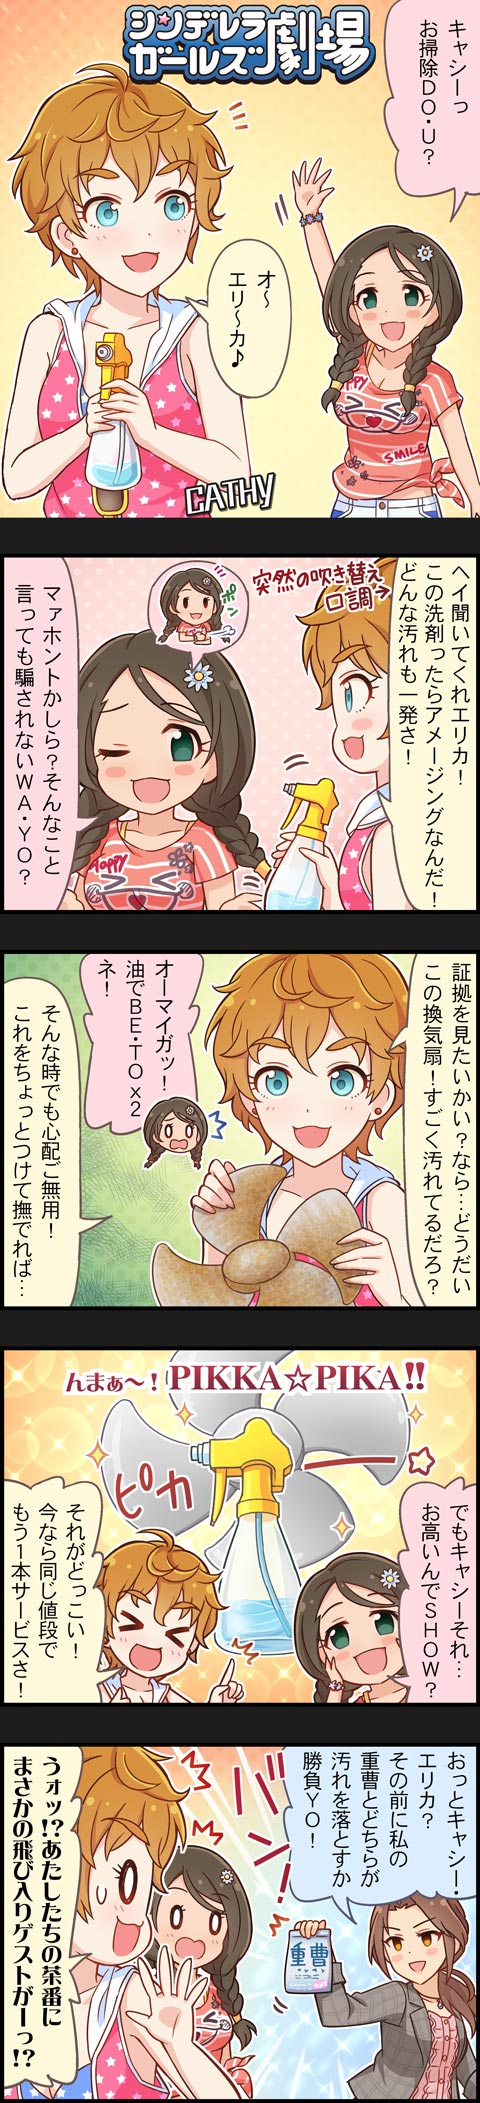 シンデレラ
ガールズ劇場
キャシーっ
お掃除DO・U？
オ～
エリ～カ♪
HAPPY
SMILE
CATHY
突然の吹き替え
口調→
ヘイ聞いてくれエリカ！
この洗剤ったらアメージングなんだ！
どんな汚れも一発さ！
ポン
マァホントかしら？そんなこと
言っても騙されないWA・YO？
Happy
証拠を見たいかい？なら…どうだい
この換気扇！すごく汚れてるだろ？
オーマイガッ！
油でBE・TO x2
ネ！
そんな時でも心配ご無用！
これをちょっとつけて撫でれば…
んまぁ～！PIKKA☆PIKA!!
ピカーッ
でもキャシーそれ…
お高いんでSHOW？
それがどっこい！
今なら同じ値段で
もう1本サービスさ！
おっとキャシー・
エリカ？
その前に私の
重曹とどちらが
汚れを落とすか
勝負YO！
バン！
重曹
うォッ!?あたしたちの茶番に
まさかの飛び入りゲストがーっ!?